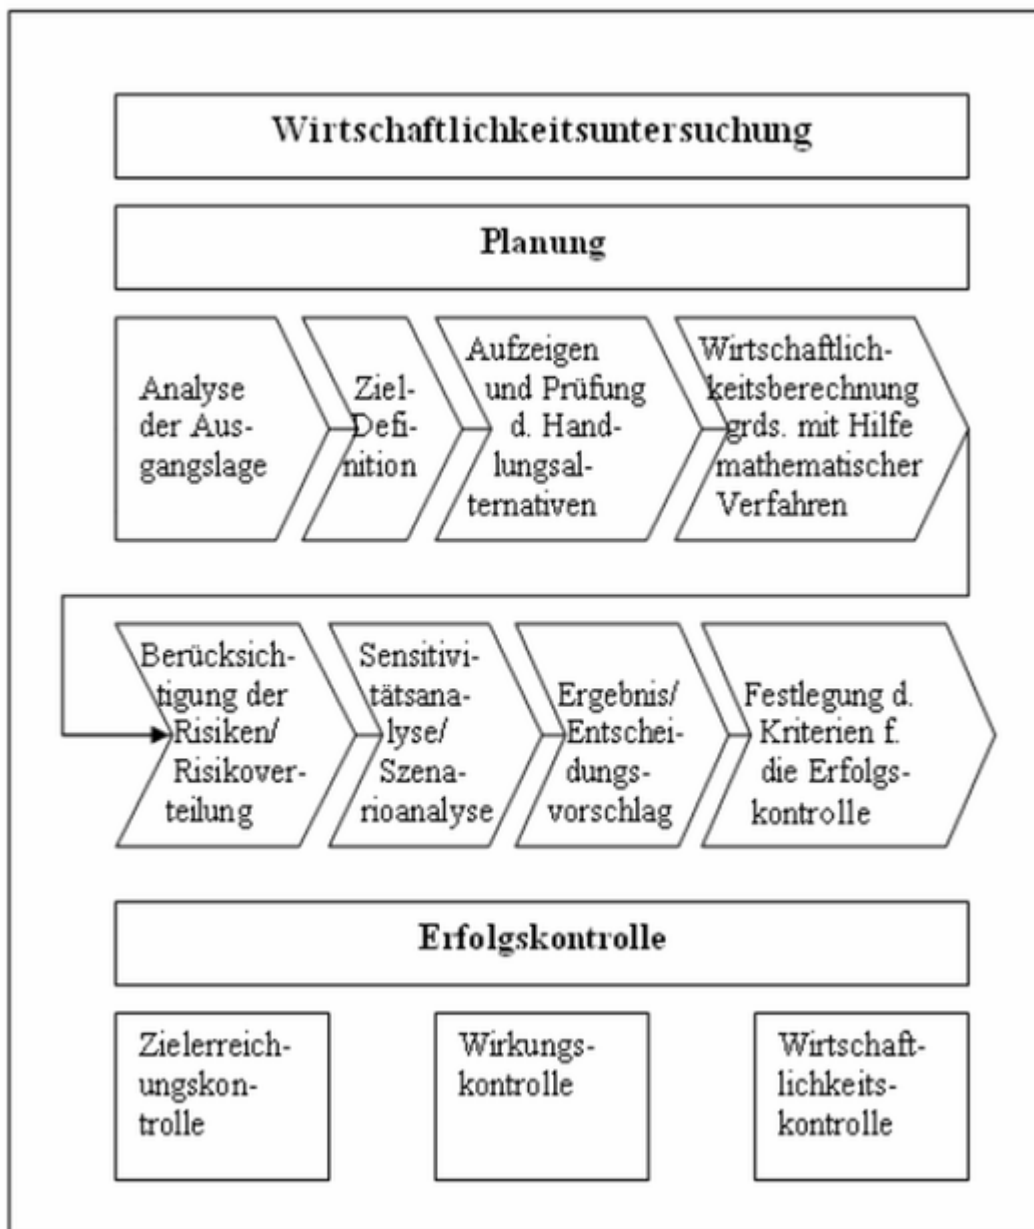 Wirtschaftlichkeitsuntersuchung
Planung
Analyse
der Aus-
gangslage
Ziel-
Defi-
nition
Aufzeigen
und Prüfung
d. Hand-
lungsal-
ternativen
Wirtschaftlich-
keitsberechnung
grds. mit Hilfe
mathematischer
Verfahren
Berücksich-
tigung der
Risiken/
Risikover-
teilung
Sensitivi-
tätsana-
lyse/
Szena-
rioanalyse
Ergebnis/
Entschei-
dungs-
vorschlag
Festlegung d.
Kriterien f.
die Erfolgs-
kontrolle
Erfolgskontrolle
Zielerreich-
ungskon-
trolle
Wirkungs-
kontrolle
Wirtschaft-
lichkeits-
kontrolle